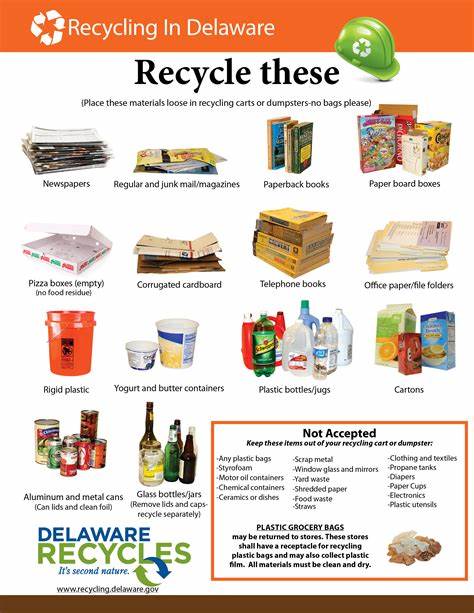 Recycling In Delaware
Recycle these
(Place these materials loose in recycling carts or dumpsters-no bags please)
Newspapers
Regular and junk mail/magazines
Paperback books
Paper board boxes
Pizza boxes (empty)
(no food residue)
Corrugated cardboard
Telephone books
Office paper/file folders
Rigid plastic
Yogurt and butter containers
Plastic bottles/jugs
Cartons
Aluminum and metal cans
(Can lids and clean foil)
Glass bottles/jars
(Remove lids and caps-
recycle separately)
Not Accepted
Keep these items out of your recycling cart or dumpster:
-Any plastic bags
-Styrofoam
-Motor oil containers
-Chemical containers
-Ceramics or dishes
-Scrap metal
-Window glass and mirrors
-Yard waste
-Shredded paper
-Food waste
-Straws
-Clothing and textiles
-Propane tanks
-Diapers
-Paper Cups
-Electronics
-Plastic utensils
PLASTIC GROCERY BAGS
may be returned to stores. These stores
shall have a receptacle for recycling
plastic bags and may also collect plastic
film. All materials must be clean and dry.
DELAWARE
RECYCLES
It's second nature.
www.recycling.delaware.gov